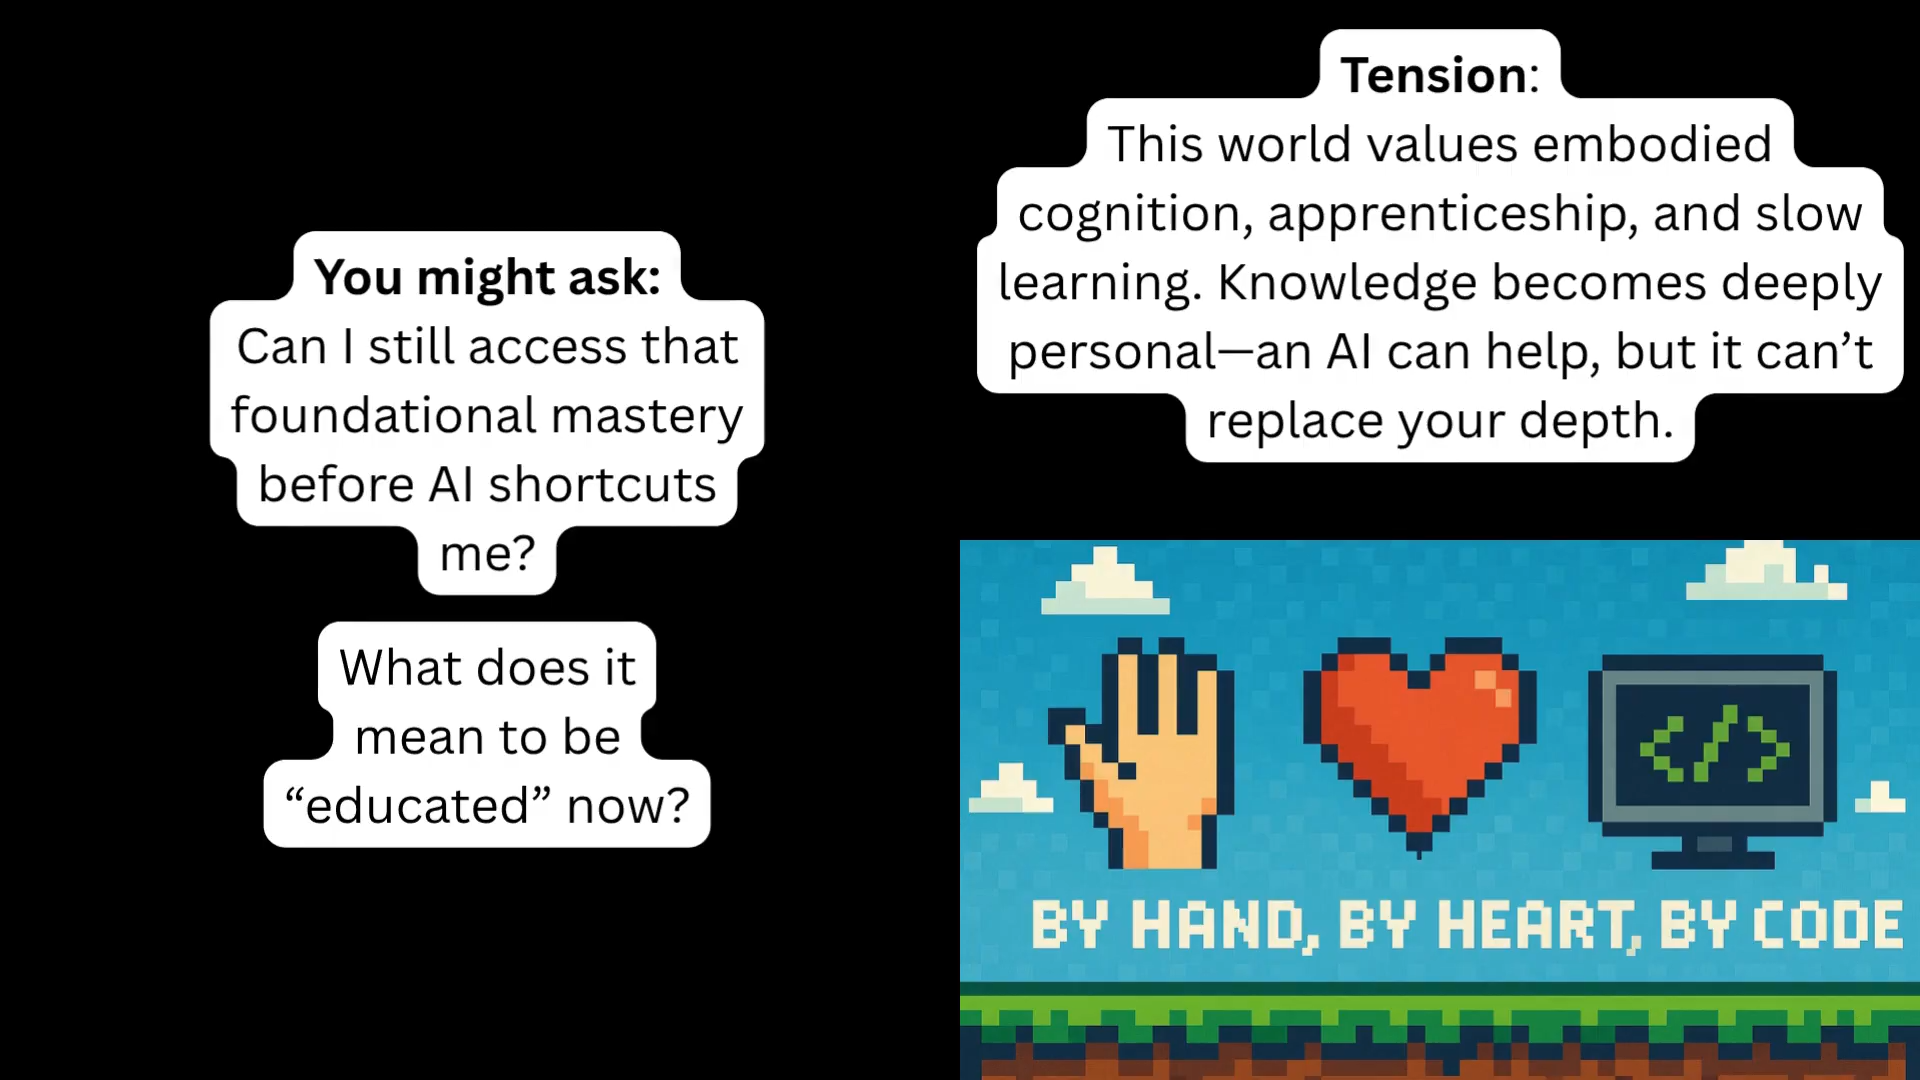 You might ask:
Can I still access that
foundational mastery
before AI shortcuts
me?
What does it
mean to be
“educated” now?
Tension:
This world values embodied
cognition, apprenticeship, and slow
learning. Knowledge becomes deeply
personal—an AI can help, but it can’t
replace your depth.
</>
BY HAND, BY HEART, BY CODE